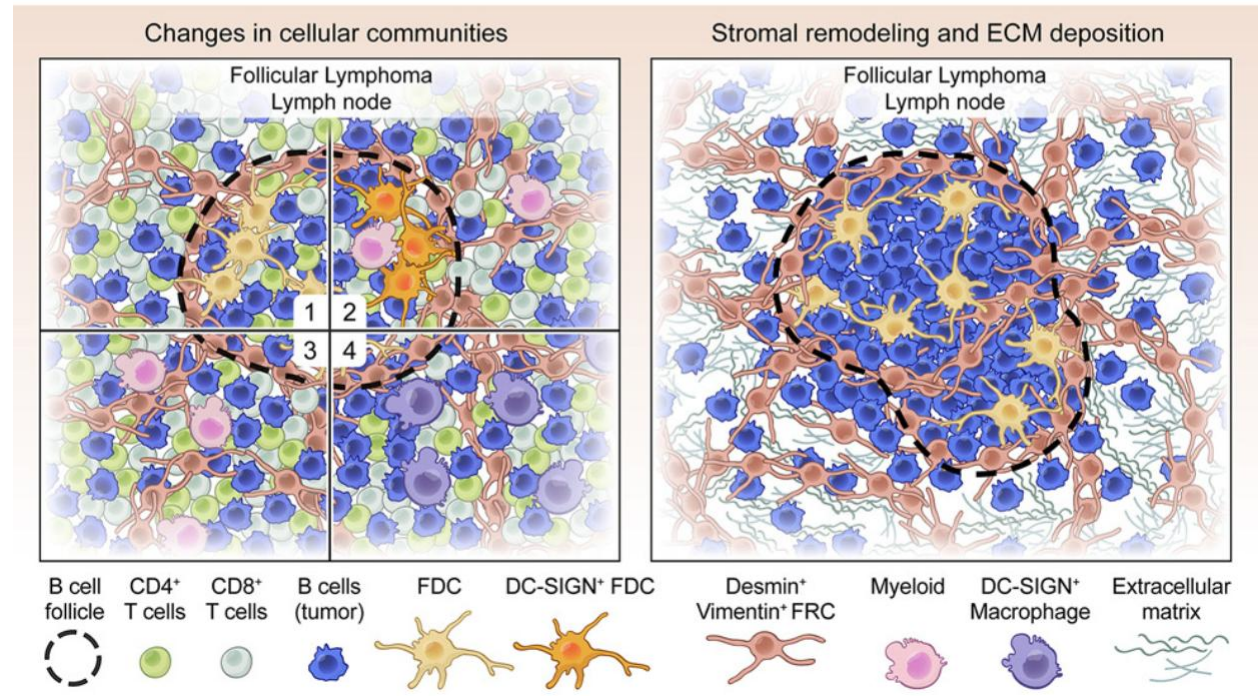 Changes in cellular communities
Stromal remodeling and ECM deposition
Follicular Lymphoma
Lymph node
Follicular Lymphoma
Lymph node
1
2
3
4
B cell
follicle
CD4⁺
T cells
CD8⁺
T cells
B cells
(tumor)
FDC
DC-SIGN⁺ FDC
Desmin⁺
Vimentin⁺ FRC
Myeloid
DC-SIGN⁺
Macrophage
Extracellular
matrix